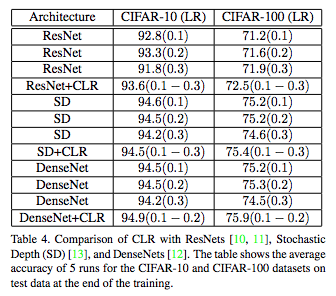 Architecture CIFAR-10 (LR) CIFAR-100 (LR)
ResNet 92.8(0.1) 71.2(0.1)
ResNet 93.3(0.2) 71.6(0.2)
ResNet 91.8(0.3) 71.9(0.3)
ResNet+CLR 93.6(0.1 − 0.3) 72.5(0.1 − 0.3)
SD 94.6(0.1) 75.2(0.1)
SD 94.5(0.2) 75.2(0.2)
SD 94.2(0.3) 74.6(0.3)
SD+CLR 94.5(0.1 − 0.3) 75.4(0.1 − 0.3)
DenseNet 94.5(0.1) 75.2(0.1)
DenseNet 94.5(0.2) 75.3(0.2)
DenseNet 94.2(0.3) 74.5(0.3)
DenseNet+CLR 94.9(0.1 − 0.2) 75.9(0.1 − 0.2)
Table 4. Comparison of CLR with ResNets [10, 11], Stochastic
Depth (SD) [13], and DenseNets [12]. The table shows the average
accuracy of 5 runs for the CIFAR-10 and CIFAR-100 datasets on
test data at the end of the training.